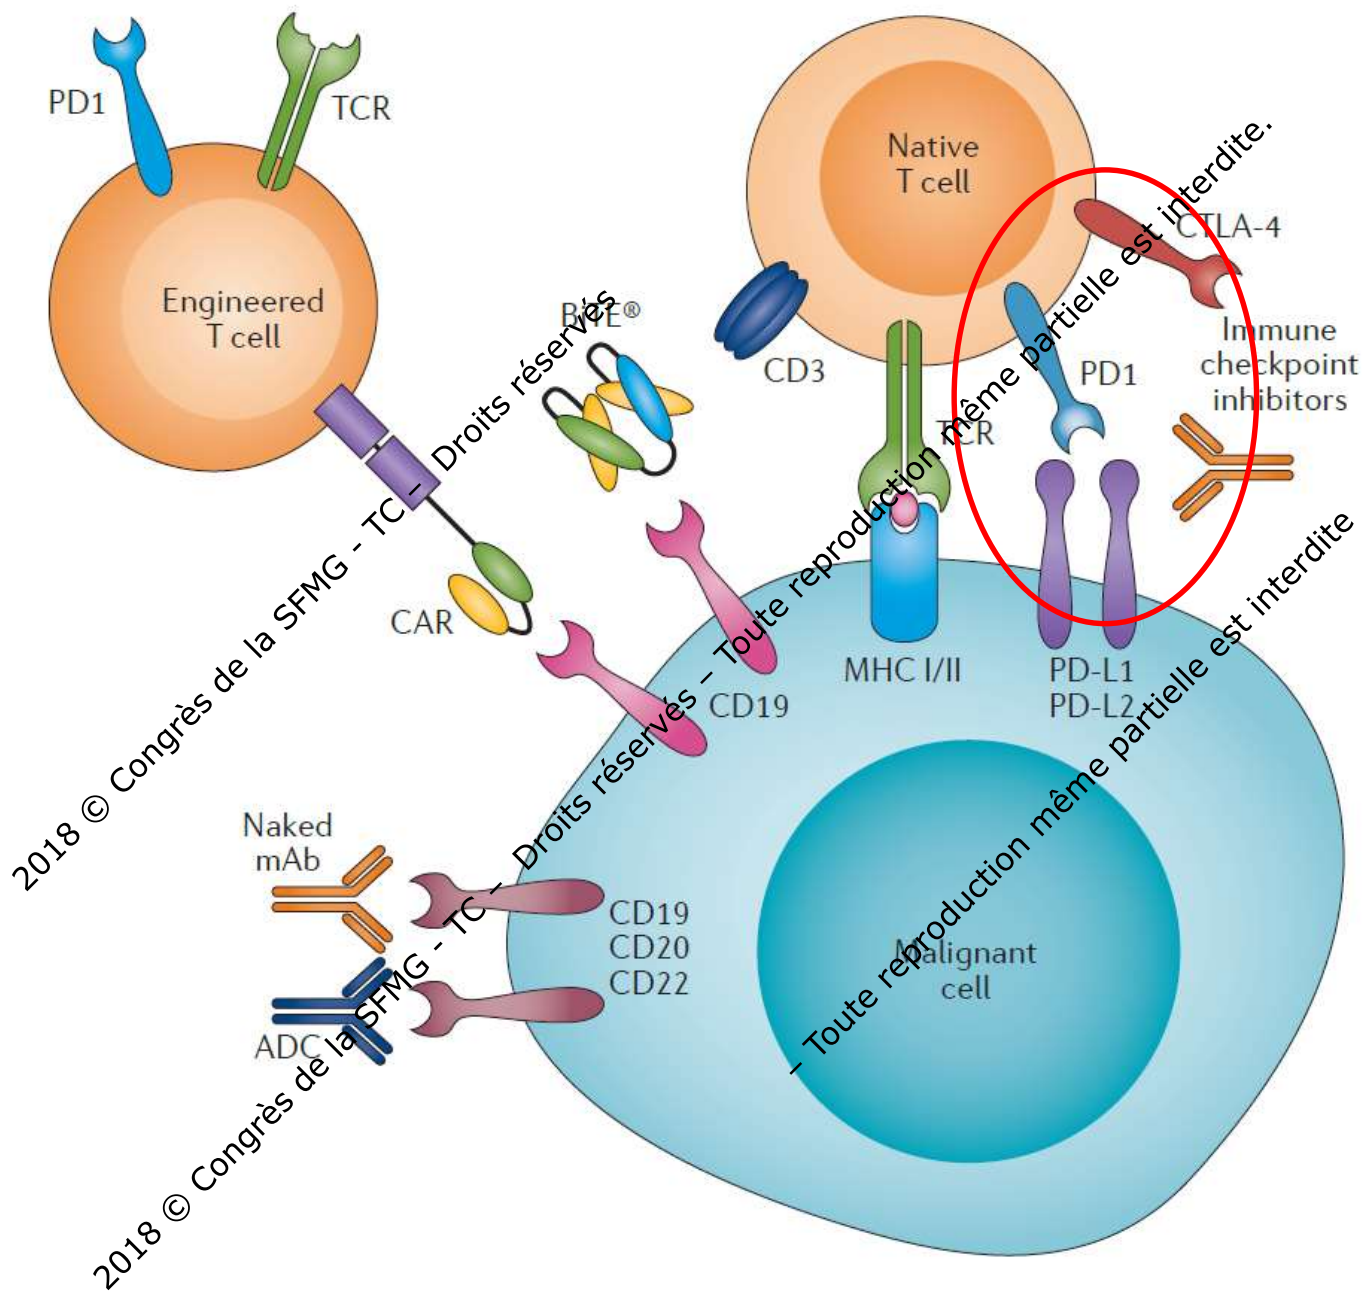 PD1
TCR
Engineered
T cell
Native
T cell
CTLA-4
BiTE®
CD3
PD1
Immune
checkpoint
inhibitors
TCR
CAR
CD19
MHC I/II
PD-L1
PD-L2
Naked
mAb
CD19
CD20
CD22
ADC
Malignant
cell
2018 © Congrès de la SFMG - TC – Droits réservés – Toute reproduction même partielle est interdite.
2018 © Congrès de la SFMG - TC – Droits réservés – Toute reproduction même partielle est interdite